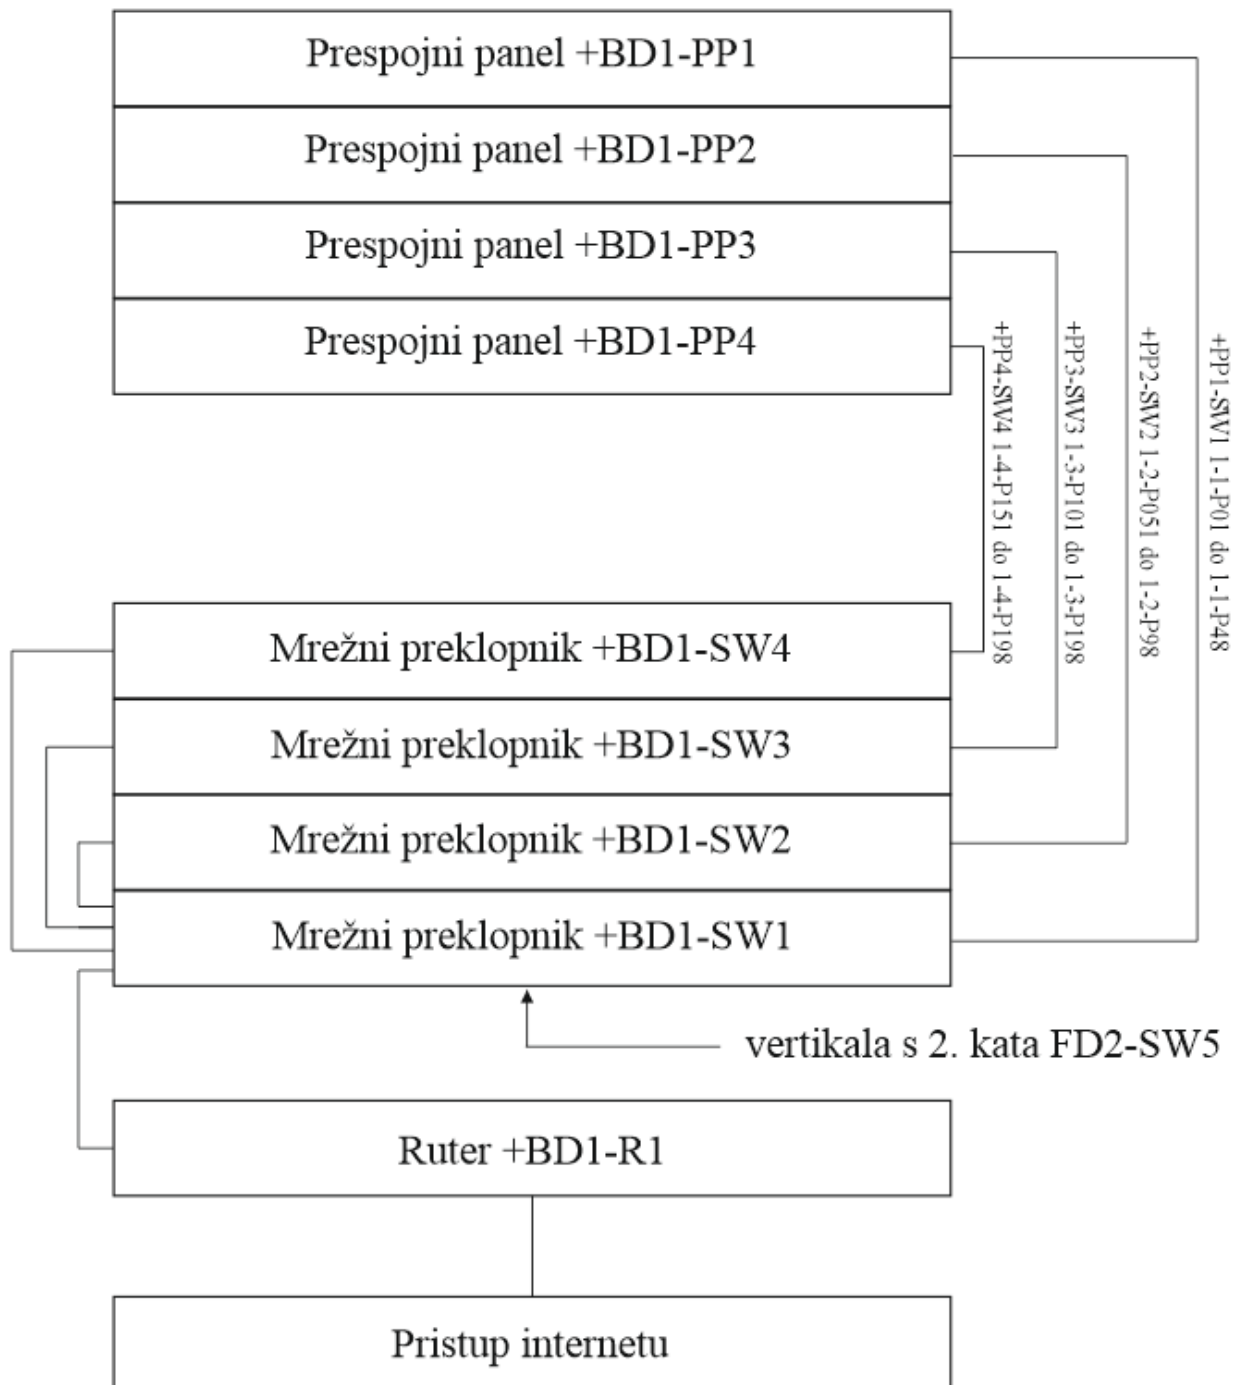 Prespojni panel +BD1-PP1
Prespojni panel +BD1-PP2
Prespojni panel +BD1-PP3
Prespojni panel +BD1-PP4
+PP4-SW4 1-4-P151 do 1-4-P198
+PP3-SW3 1-3-P101 do 1-3-P198
+PP2-SW2 1-2-P051 do 1-2-P98
+PP1-SW1 1-1-P01 do 1-1-P48
Mrežni preklopnik +BD1-SW4
Mrežni preklopnik +BD1-SW3
Mrežni preklopnik +BD1-SW2
Mrežni preklopnik +BD1-SW1
vertikala s 2. kata FD2-SW5
Ruter +BD1-R1
Pristup internetu